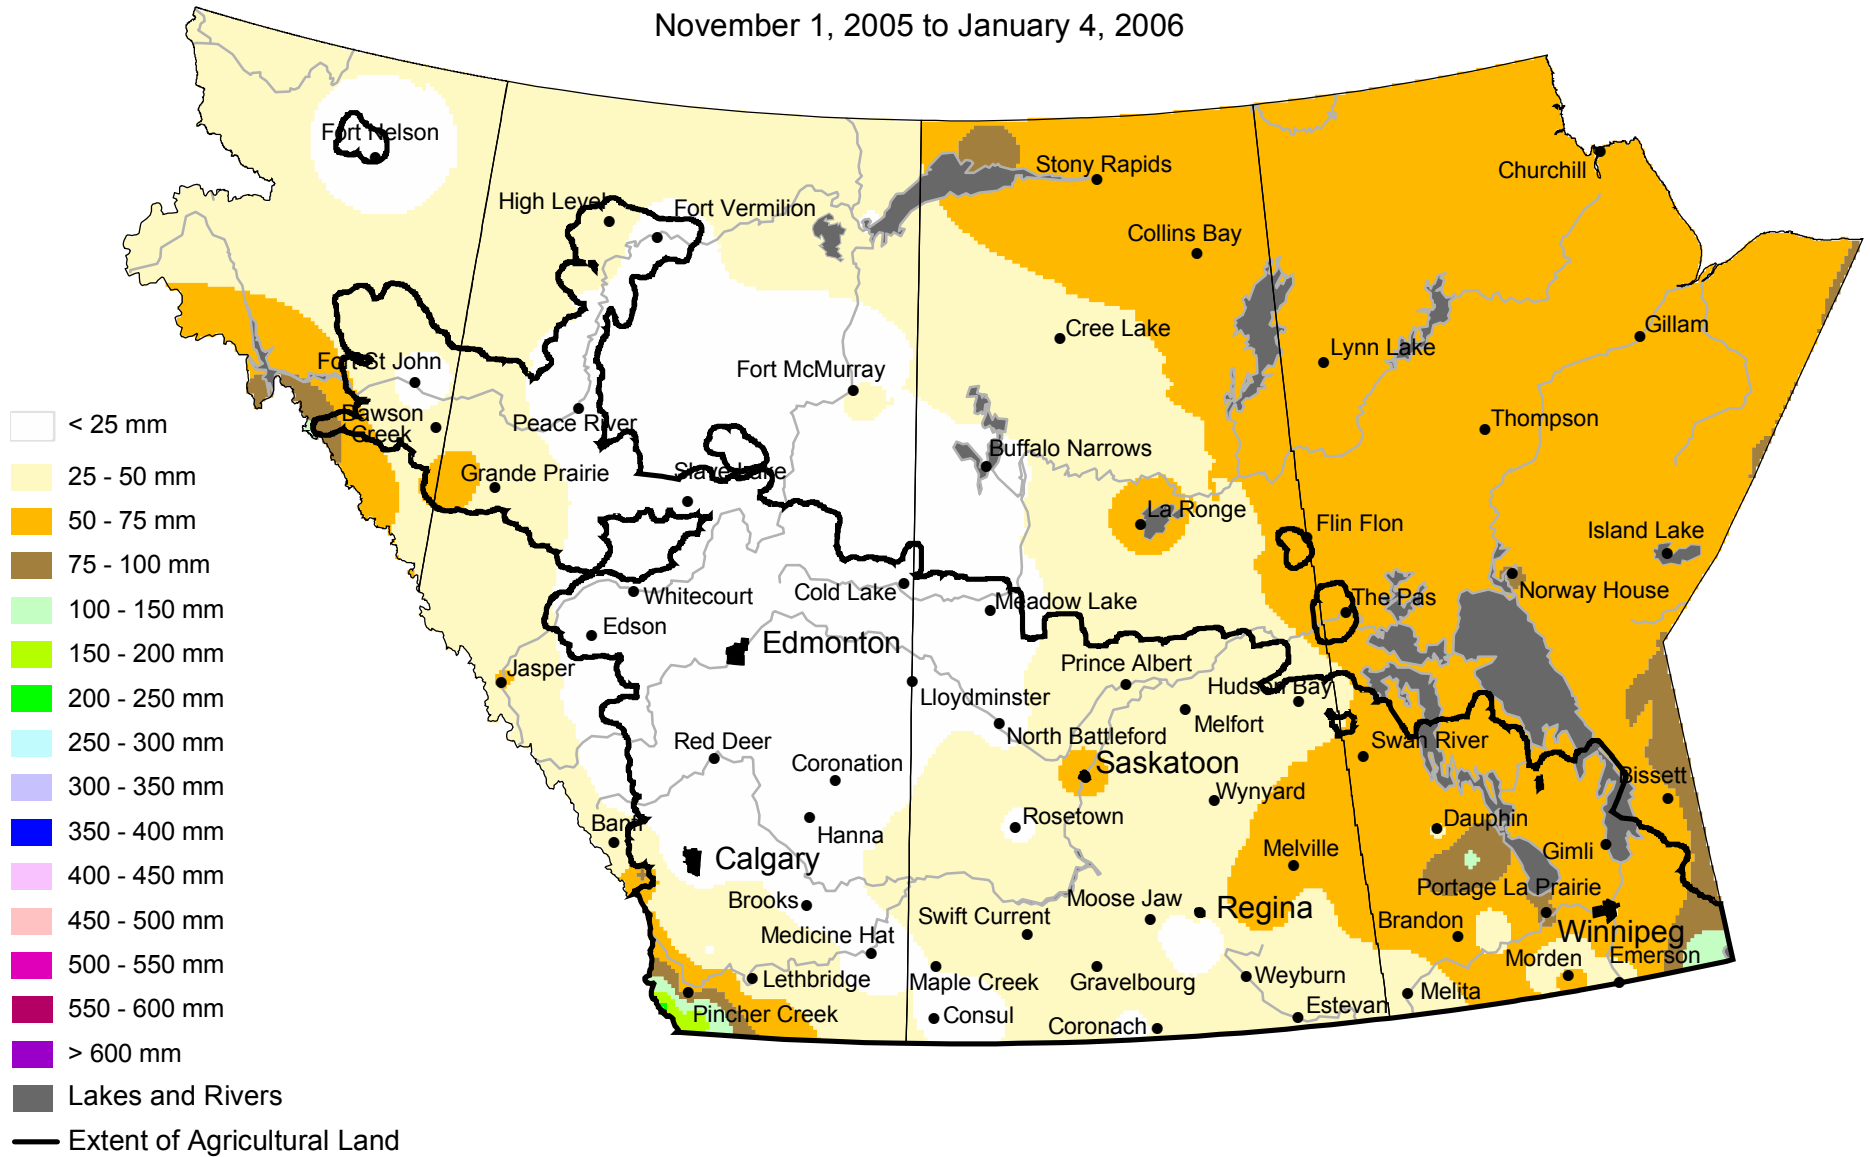 November 1, 2005 to January 4, 2006
Fort Nelson
Churchill
Stony Rapids
High Level
Fort Vermilion
Collins Bay
Cree Lake
Gillam
Lynn Lake
Fort St John
Fort McMurray
Dawson
Creek
Peace River
Thompson
Buffalo Narrows
Grande Prairie
Slave Lake
La Ronge
Flin Flon
Island Lake
Cold Lake
Whitecourt
Meadow Lake
The Pas
Norway House
Edson
Edmonton
Jasper
Prince Albert
Hudson Bay
Lloydminster
Melfort
North Battleford
Red Deer
Swan River
Coronation
Saskatoon
Bissett
Wynyard
Banff
Hanna
Rosetown
Dauphin
Calgary
Melville
Gimli
Brooks
Swift Current
Moose Jaw
Regina
Portage La Prairie
Brandon
Medicine Hat
Winnipeg
Lethbridge
Maple Creek
Gravelbourg
Weyburn
Morden
Emerson
Melita
Pincher Creek
Consul
Coronach
Estevan
< 25 mm
25 - 50 mm
50 - 75 mm
75 - 100 mm
100 - 150 mm
150 - 200 mm
200 - 250 mm
250 - 300 mm
300 - 350 mm
350 - 400 mm
400 - 450 mm
450 - 500 mm
500 - 550 mm
550 - 600 mm
> 600 mm
Lakes and Rivers
Extent of Agricultural Land